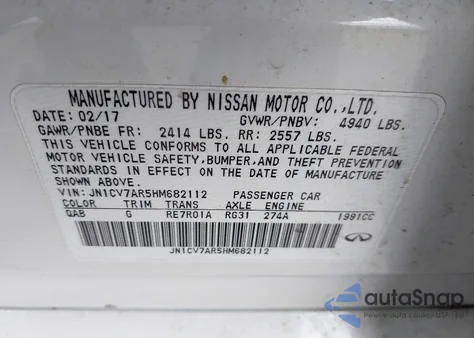 MANUFACTURED BY NISSAN MOTOR CO.,LTD.
DATE: 02/17 GVWR/PNBV: 4940 LBS.
GAWR/PNBE FR: 2414 LBS. RR: 2557 LBS.
THIS VEHICLE CONFORMS TO ALL APPLICABLE FEDERAL
MOTOR VEHICLE SAFETY, BUMPER, AND THEFT PREVENTION
STANDARDS IN EFFECT ON THE DATE OF MANUFACTURE
SHOWN ABOVE.
VIN: JN1CV7AR5HM682112 PASSENGER CAR
COLOR TRIM TRANS AXLE ENGINE
QAB G RE7R01A RG31 274A 1991CC
JN1CV7AR5HM682112
autoSnap
Powered by AutoBidCar